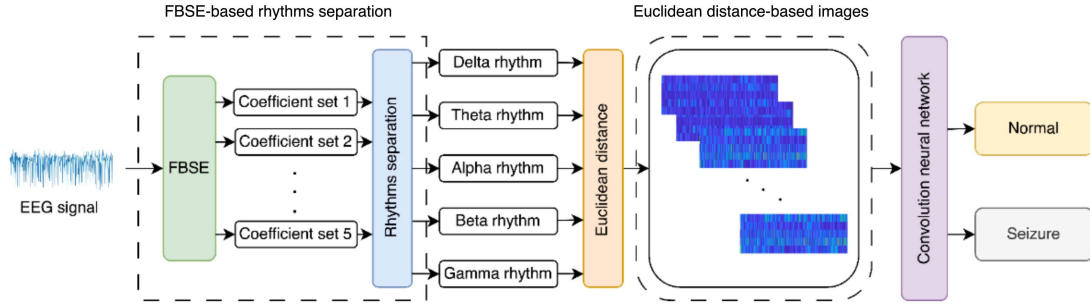 FBSE-based rhythms separation
Euclidean distance-based images
EEG signal
FBSE
Coefficient set 1
Coefficient set 2
Coefficient set 5
Rhythms separation
Delta rhythm
Theta rhythm
Alpha rhythm
Beta rhythm
Gamma rhythm
Euclidean distance
Convolution neural network
Normal
Seizure